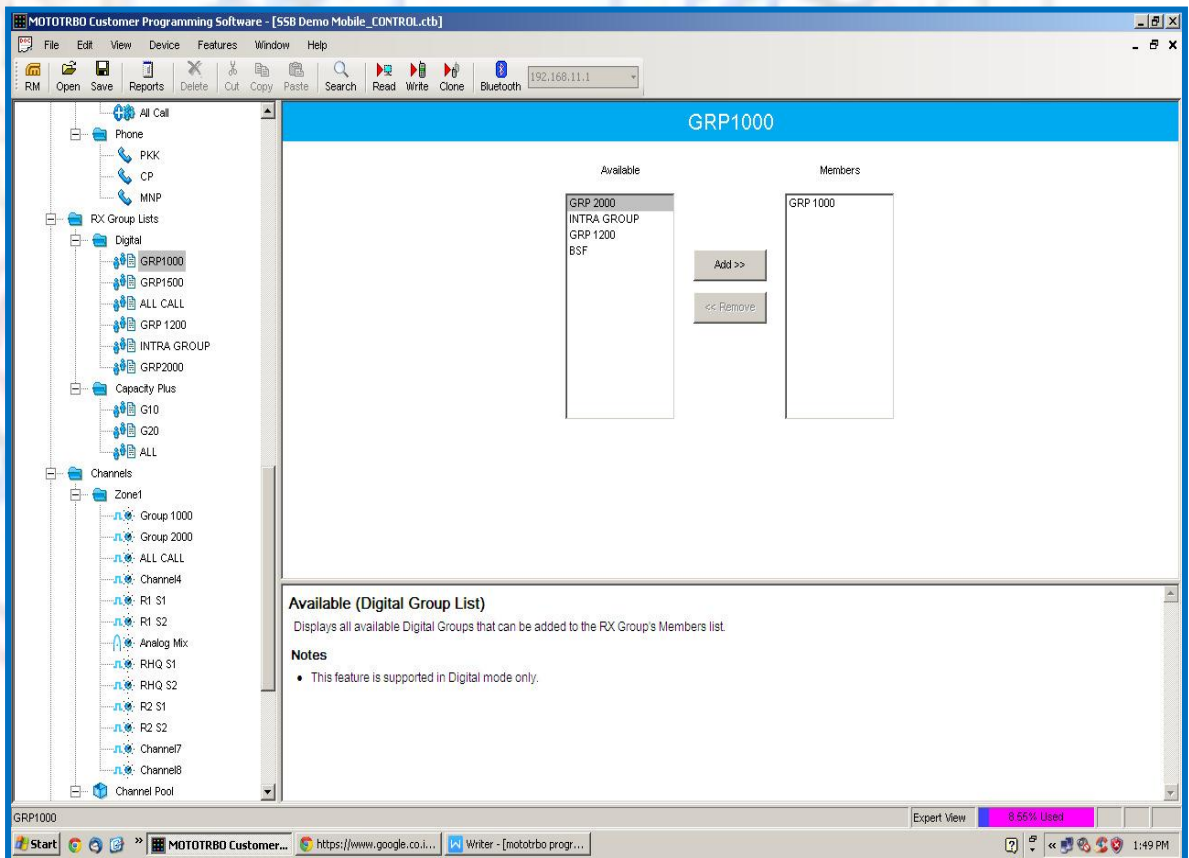 MOTOTRBO Customer Programming Software - [SSB Demo Mobile_CONTROL.ctb]
File Edit View Device Features Window Help
RM Open Save Reports Delete Cut Copy Paste Search Read Write Clone Bluetooth 192.168.11.1
All Call
Phone
PKK
CP
MNP
RX Group Lists
Digital
GRP1000
GRP1500
ALL CALL
GRP 1200
INTRA GROUP
GRP2000
Capacity Plus
G10
G20
ALL
Channels
Zone1
Group 1000
Group 2000
ALL CALL
Channel4
R1 S1
R1 S2
Analog Mix
RHQ S1
RHQ S2
R2 S1
R2 S2
Channel7
Channel8
Channel Pool
GRP1000
Available Members
GRP 2000
INTRA GROUP
GRP 1200
BSF
Add >>
<< Remove
GRP 1000
Available (Digital Group List)
Displays all available Digital Groups that can be added to the RX Group's Members list.
Notes
• This feature is supported in Digital mode only.
GRP1000 Expert View 8.55% Used
Start » MOTOTRBO Customer... https://www.google.co.i... Writer - [mototrbo progr... « 1:49 PM